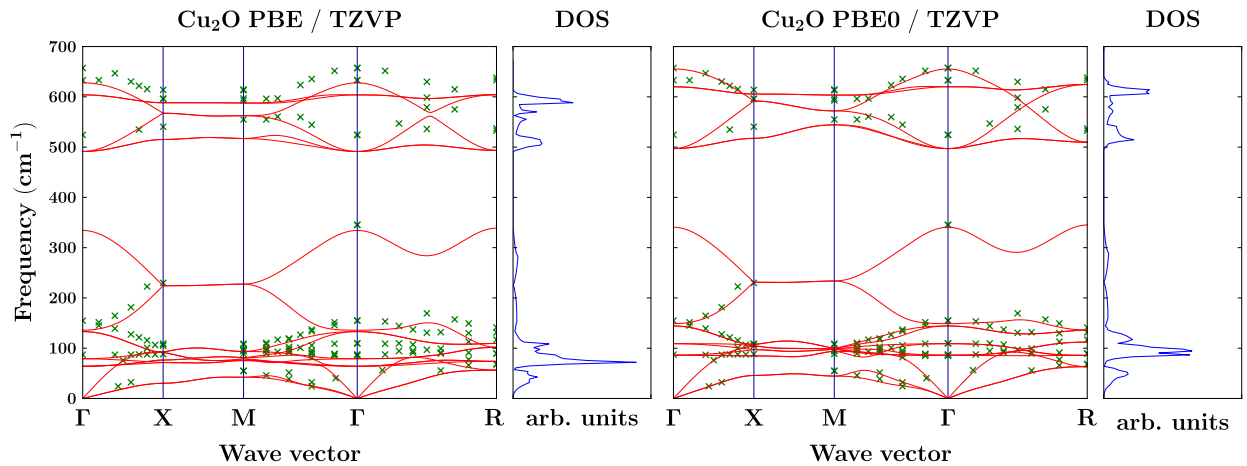 Cu₂O PBE / TZVP
DOS
Cu₂O PBE0 / TZVP
DOS
700
600
500
400
300
200
100
0
Frequency (cm⁻¹)
Γ X M Γ R
arb. units
Γ X M Γ R
arb. units
Wave vector
Wave vector